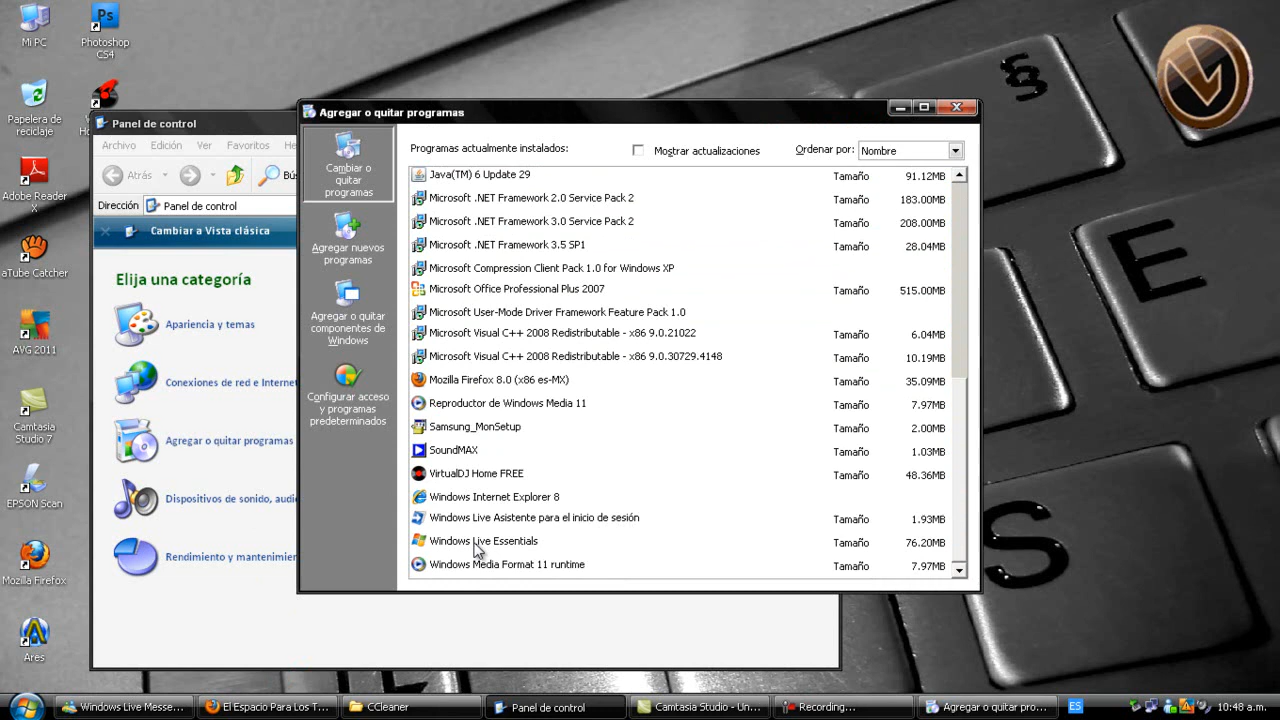 Mi PC
Photoshop
CS4
Papelera de
reciclaje
Adobe Reader
X
aTube Catcher
AVG 2011
Camtasia
Studio 7
EPSON Scan
Mozilla Firefox
Ares
Panel de control
Archivo Edición Ver Favoritos
Atrás
Dirección Panel de control
Cambiar a Vista clásica
Elija una categoría
Apariencia y temas
Conexiones de red e Internet
Agregar o quitar programas
Dispositivos de sonido, audio
Rendimiento y mantenimien
Agregar o quitar programas
Cambiar o
quitar
programas
Agregar nuevos
programas
Agregar o quitar
componentes de
Windows
Configurar acceso
y programas
predeterminados
Programas actualmente instalados:
Mostrar actualizaciones
Ordenar por: Nombre
Java(TM) 6 Update 29 Tamaño 91.12MB
Microsoft .NET Framework 2.0 Service Pack 2 Tamaño 183.00MB
Microsoft .NET Framework 3.0 Service Pack 2 Tamaño 208.00MB
Microsoft .NET Framework 3.5 SP1 Tamaño 28.04MB
Microsoft Compression Client Pack 1.0 for Windows XP
Microsoft Office Professional Plus 2007 Tamaño 515.00MB
Microsoft User-Mode Driver Framework Feature Pack 1.0
Microsoft Visual C++ 2008 Redistributable - x86 9.0.21022 Tamaño 6.04MB
Microsoft Visual C++ 2008 Redistributable - x86 9.0.30729.4148 Tamaño 10.19MB
Mozilla Firefox 8.0 (x86 es-MX) Tamaño 35.09MB
Reproductor de Windows Media 11 Tamaño 7.97MB
Samsung_MonSetup Tamaño 2.00MB
SoundMAX Tamaño 1.03MB
VirtualDJ Home FREE Tamaño 48.36MB
Windows Internet Explorer 8
Windows Live Asistente para el inicio de sesión Tamaño 1.93MB
Windows Live Essentials Tamaño 76.20MB
Windows Media Format 11 runtime Tamaño 7.97MB
§
E
S
Windows Live Messe...
El Espacio Para Los T...
CCleaner
Panel de control
Camtasia Studio - Un...
Recording...
Agregar o quitar pro...
ES
10:48 a.m.